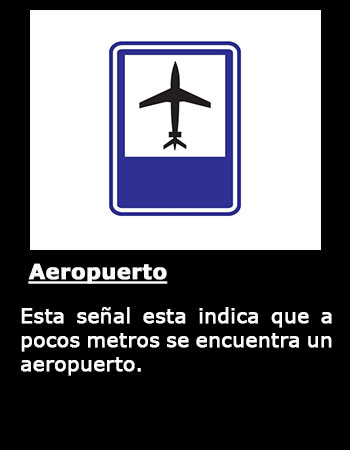 Aeropuerto
Esta señal esta indica que a
pocos metros se encuentra un
aeropuerto.